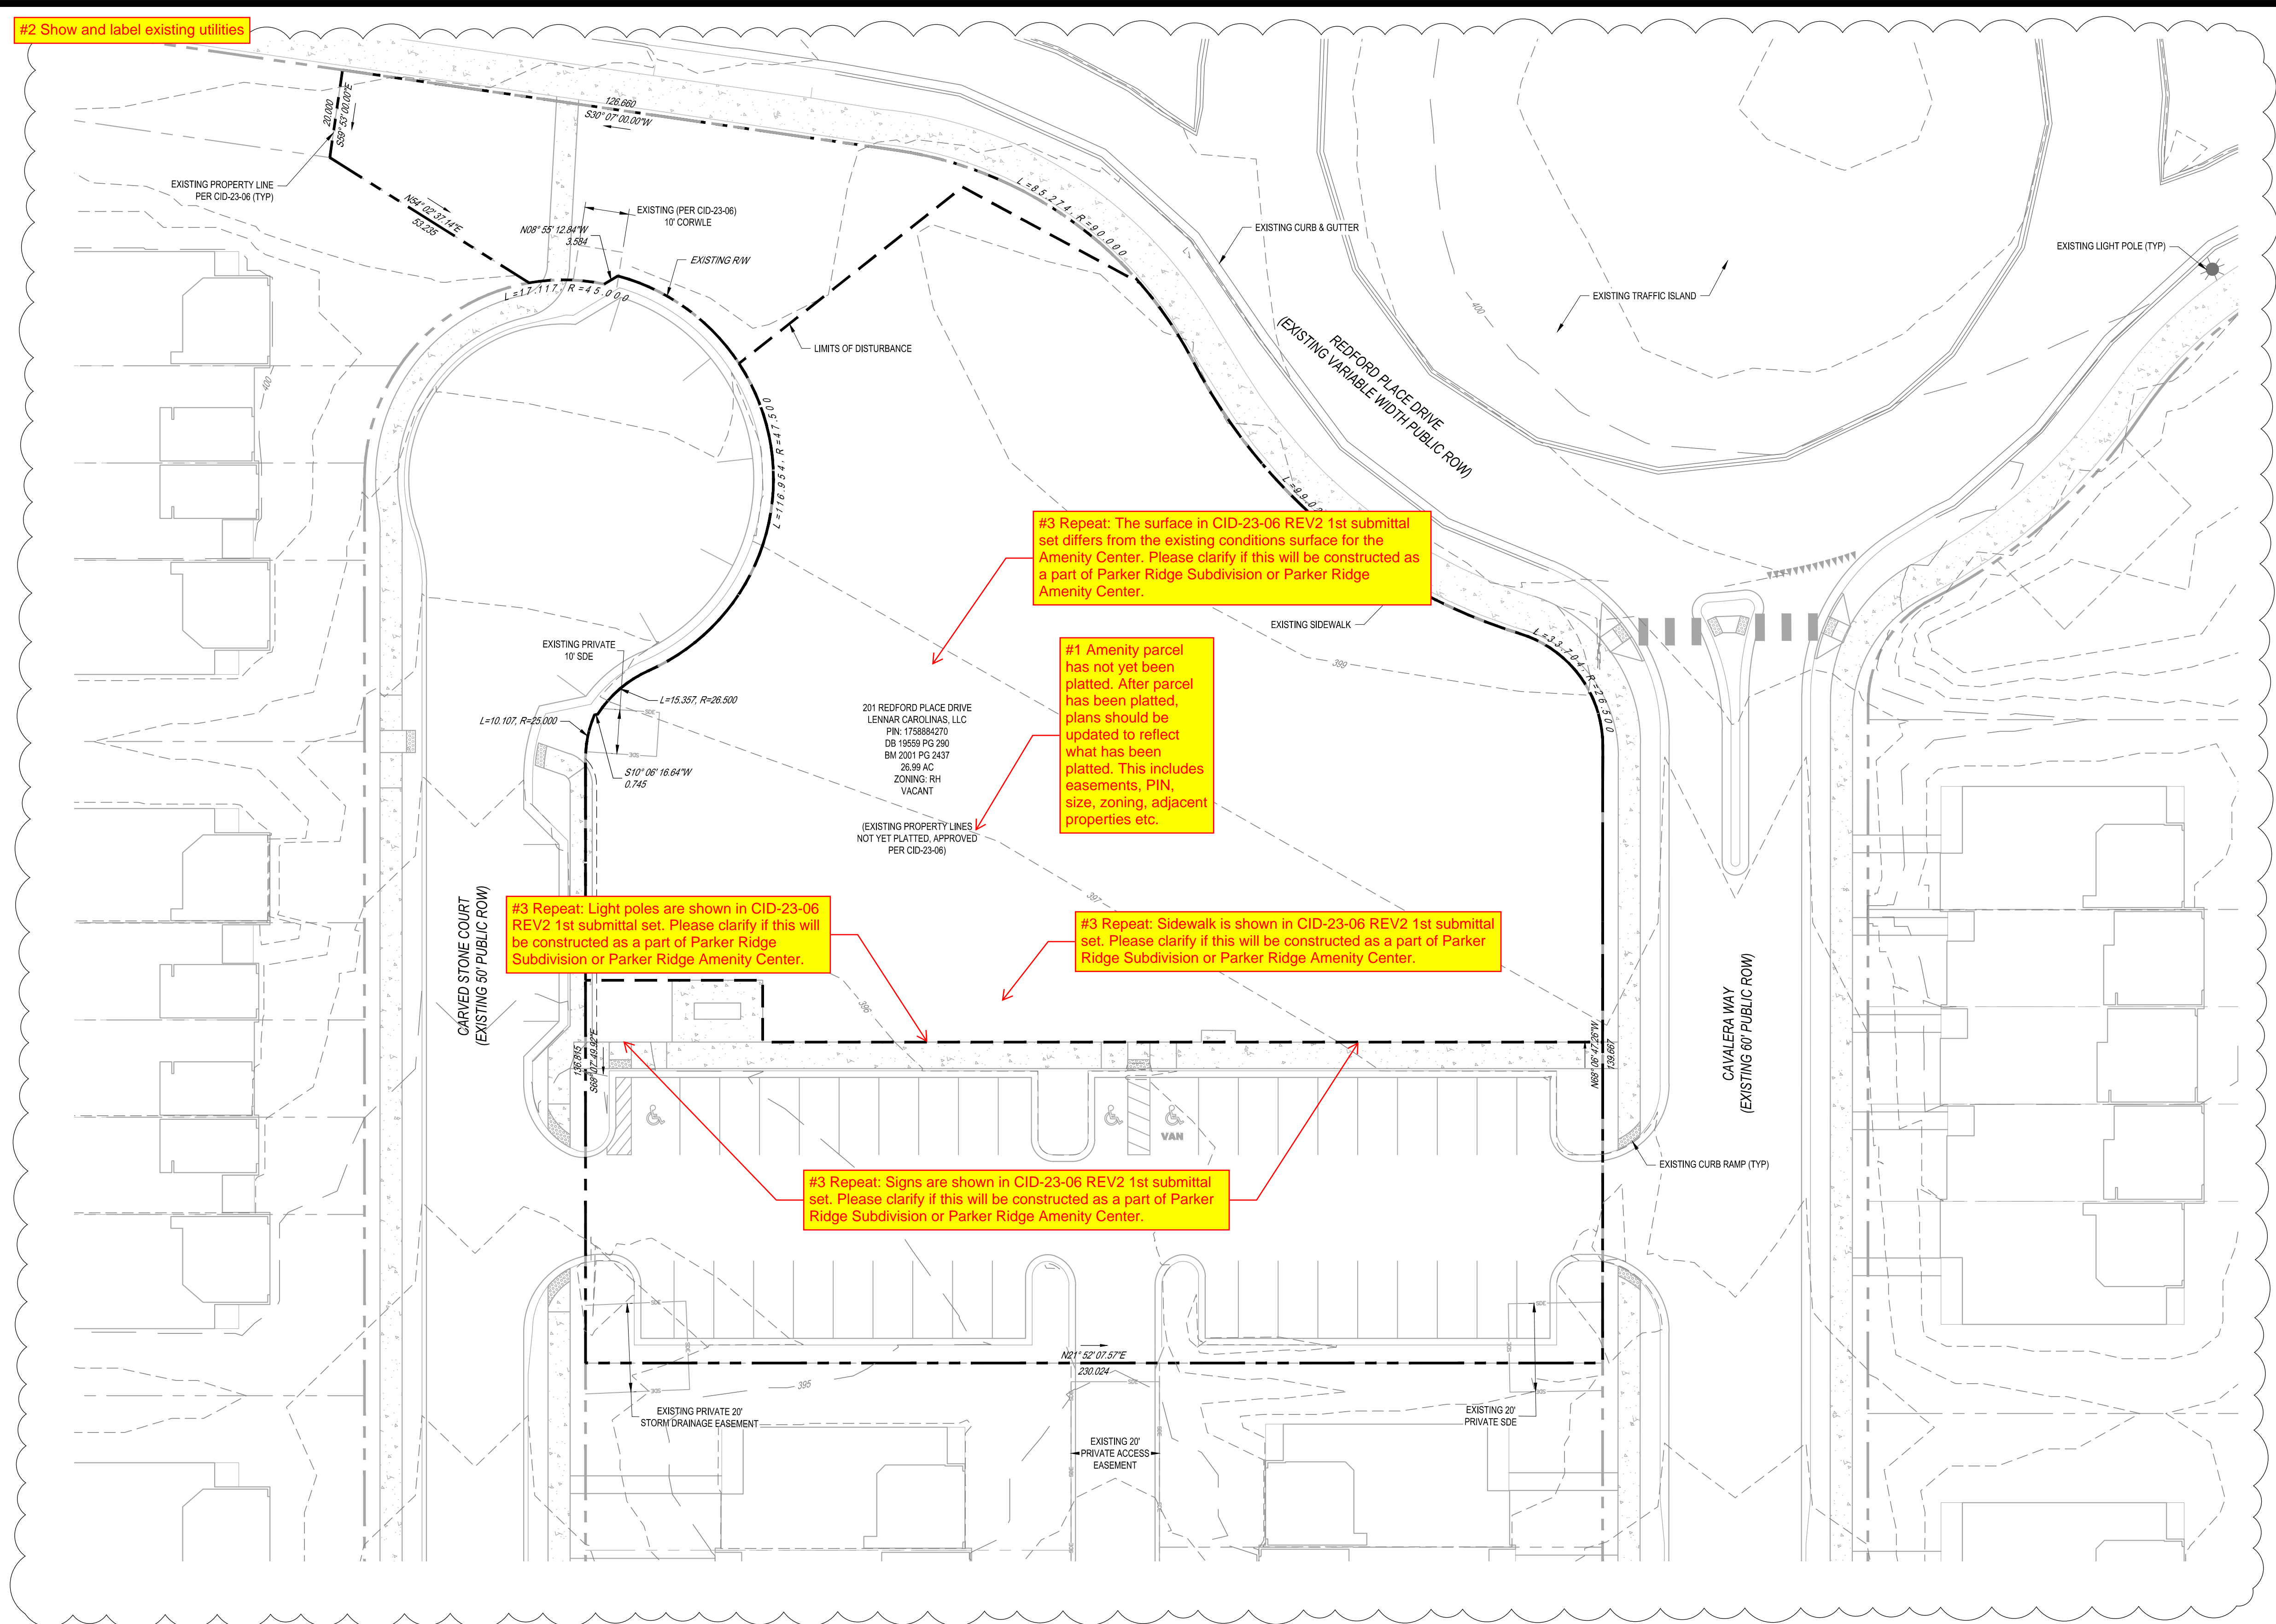 #2 Show and label existing utilities
20.000
S59° 53' 00.00"E
126.660
S30° 07' 00.00"W
EXISTING PROPERTY LINE
PER CID-23-06 (TYP)
N54° 02' 37.14"E
53.235
N08° 55' 12.84"W
3.584
EXISTING (PER CID-23-06)
10' CORWLE
EXISTING R/W
L=17.117, R=45.000
L=85.274, R=90.000
EXISTING CURB & GUTTER
EXISTING TRAFFIC ISLAND
EXISTING LIGHT POLE (TYP)
400
400
LIMITS OF DISTURBANCE
REDFORD PLACE DRIVE
(EXISTING VARIABLE WIDTH PUBLIC ROW)
L=116.954, R=47.500
L=99.0
#3 Repeat: The surface in CID-23-06 REV2 1st submittal
set differs from the existing conditions surface for the
Amenity Center. Please clarify if this will be constructed as
a part of Parker Ridge Subdivision or Parker Ridge
Amenity Center.
EXISTING SIDEWALK
399
L=33.704, R=26.500
EXISTING PRIVATE
10' SDE
L=15.357, R=26.500
L=10.107, R=25.000
SDE
SDE
S10° 06' 16.64"W
0.745
201 REDFORD PLACE DRIVE
LENNAR CAROLINAS, LLC
PIN: 1758884270
DB 19559 PG 290
BM 2001 PG 2437
26.99 AC
ZONING: RH
VACANT
(EXISTING PROPERTY LINES
NOT YET PLATTED, APPROVED
PER CID-23-06)
#1 Amenity parcel
has not yet been
platted. After parcel
has been platted,
plans should be
updated to reflect
what has been
platted. This includes
easements, PIN,
size, zoning, adjacent
properties etc.
397
CARVED STONE COURT
(EXISTING 50' PUBLIC ROW)
#3 Repeat: Light poles are shown in CID-23-06
REV2 1st submittal set. Please clarify if this will
be constructed as a part of Parker Ridge
Subdivision or Parker Ridge Amenity Center.
#3 Repeat: Sidewalk is shown in CID-23-06 REV2 1st submittal
set. Please clarify if this will be constructed as a part of Parker
Ridge Subdivision or Parker Ridge Amenity Center.
396
136.815
S68° 07' 49.92"E
N68° 06' 47.26"W
139.667
CAVALERA WAY
(EXISTING 60' PUBLIC ROW)
VAN
EXISTING CURB RAMP (TYP)
#3 Repeat: Signs are shown in CID-23-06 REV2 1st submittal
set. Please clarify if this will be constructed as a part of Parker
Ridge Subdivision or Parker Ridge Amenity Center.
SDE
SDE
SDE
SDE
N21° 52' 07.57"E
230.024
SDE
SDE
SDE
SDE
395
EXISTING PRIVATE 20'
STORM DRAINAGE EASEMENT
EXISTING 20'
PRIVATE ACCESS
EASEMENT
EXISTING 20'
PRIVATE SDE
SDE
SDE
SDE
SDE